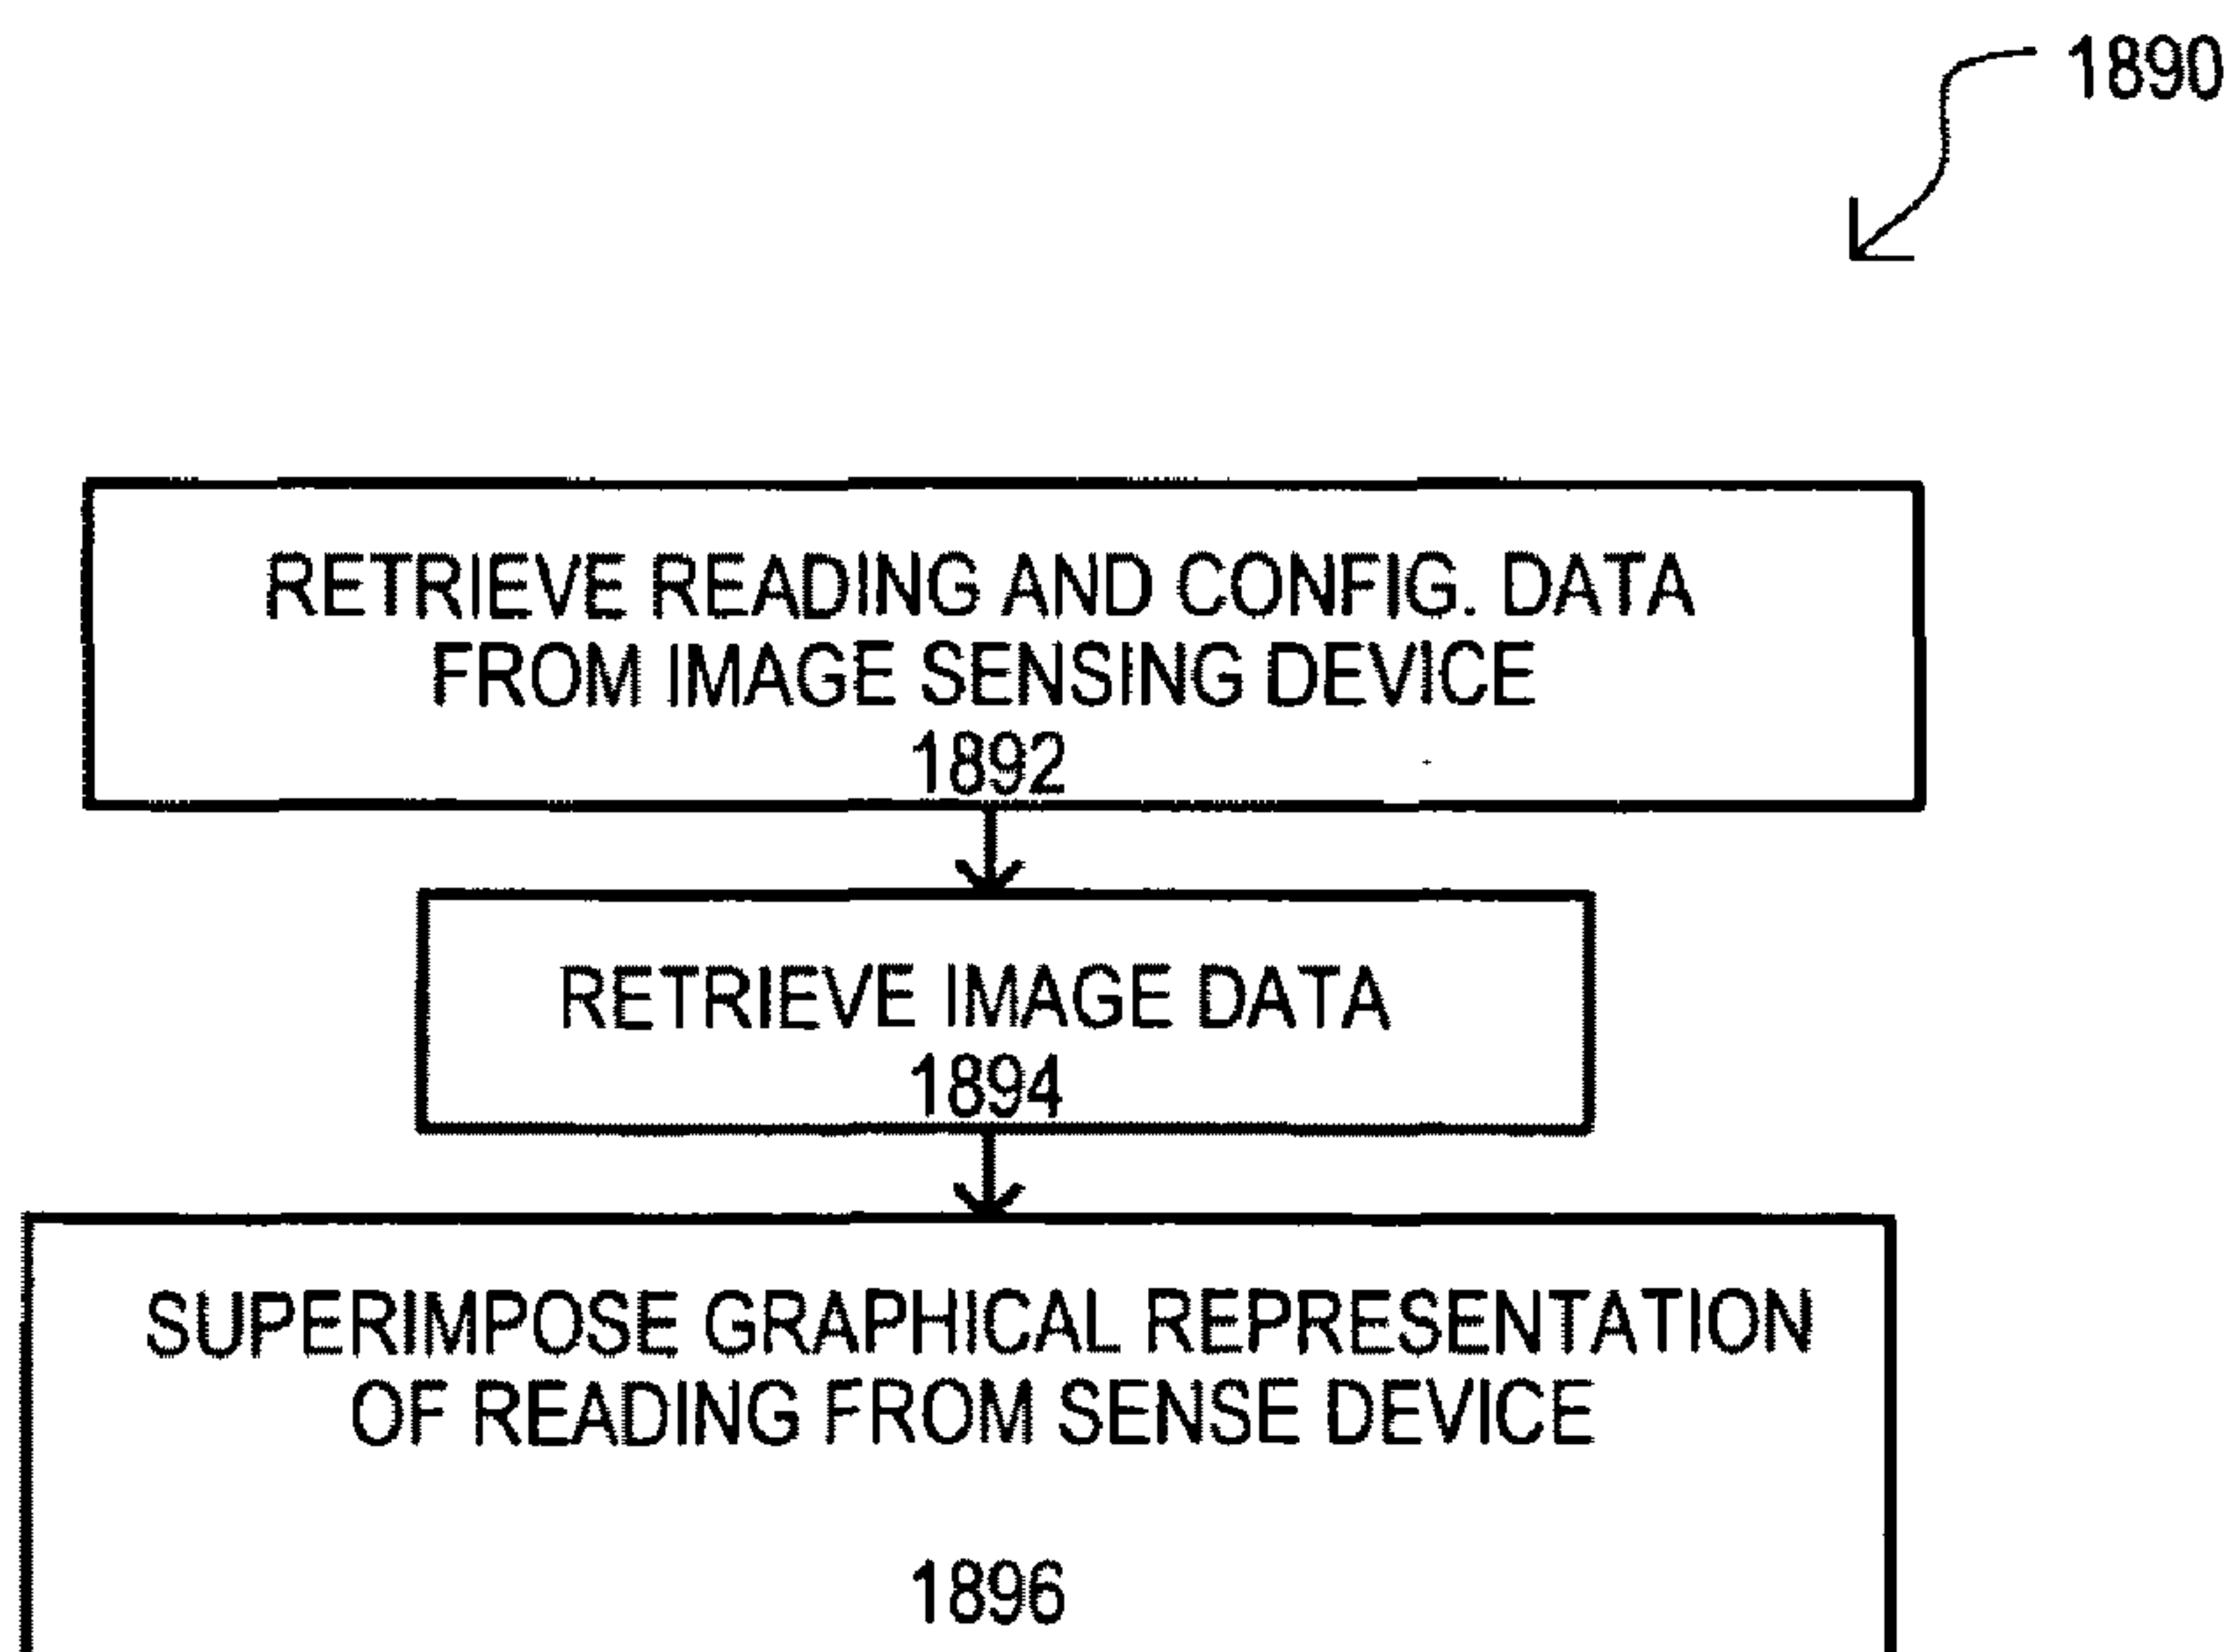 1890
RETRIEVE READING AND CONFIG. DATA
FROM IMAGE SENSING DEVICE
1892
RETRIEVE IMAGE DATA
1894
SUPERIMPOSE GRAPHICAL REPRESENTATION
OF READING FROM SENSE DEVICE
1896